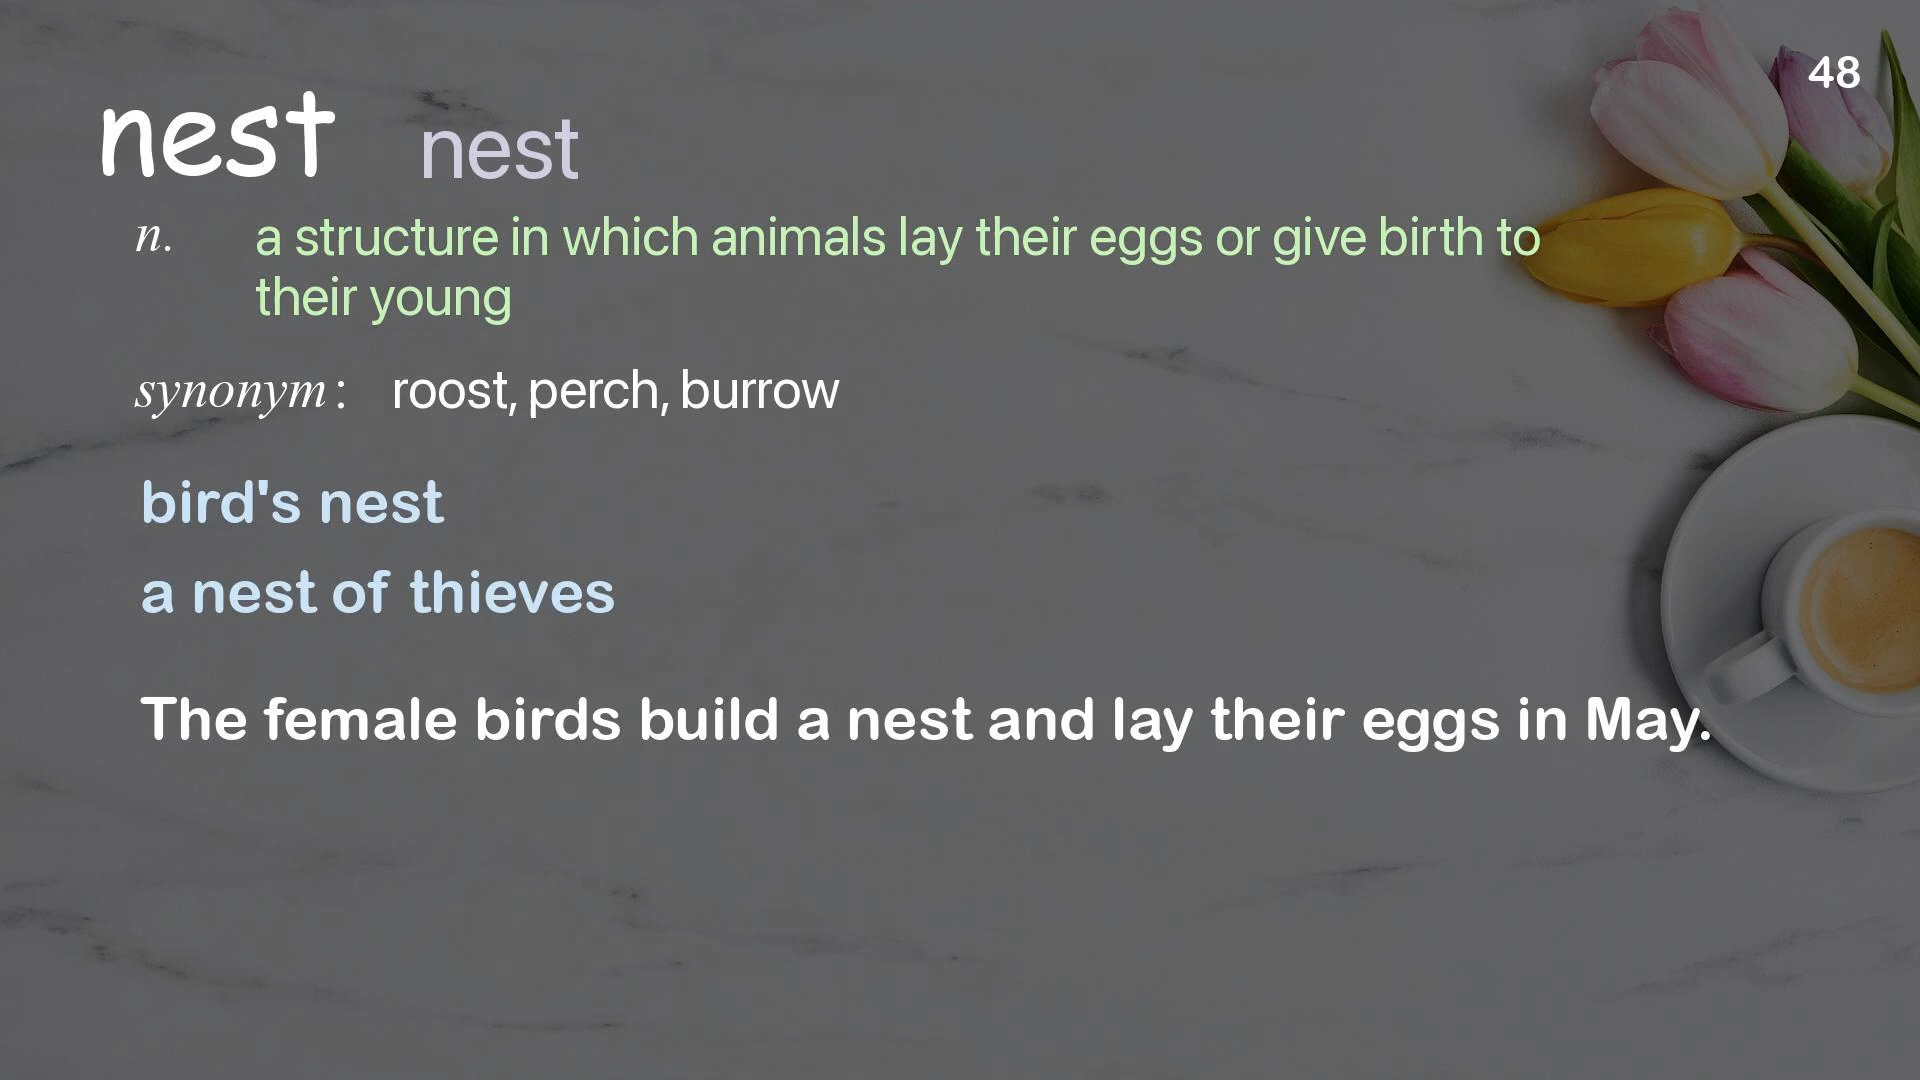 48
nest nest
n. a structure in which animals lay their eggs or give birth to
their young
synonym: roost, perch, burrow
bird's nest
a nest of thieves
The female birds build a nest and lay their eggs in May.